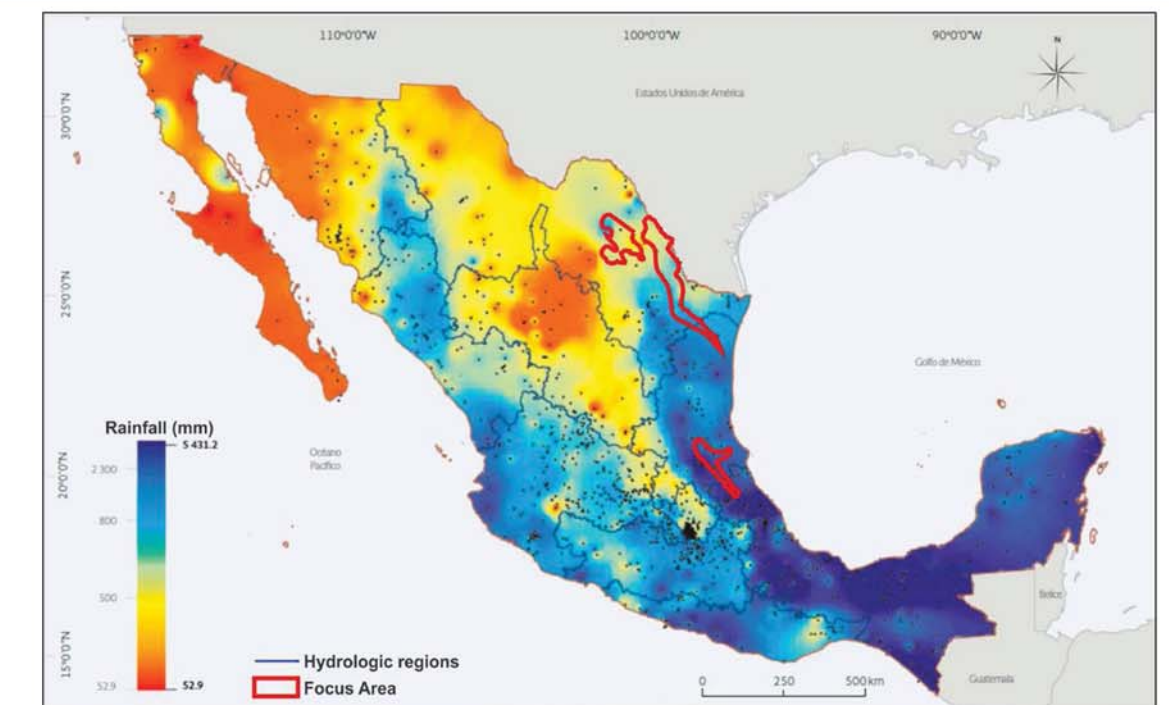 110°0'0"W
100°0'0"W
90°0'0"W
N
Estados Unidos de América
30°0'0"N
25°0'0"N
20°0'0"N
15°0'0"N
Golfo de México
Océano
Pacífico
Belice
Guatemala
Rainfall (mm)
5 431.2
2 300
800
500
52.9
52.9
Hydrologic regions
Focus Area
0 250 500 km